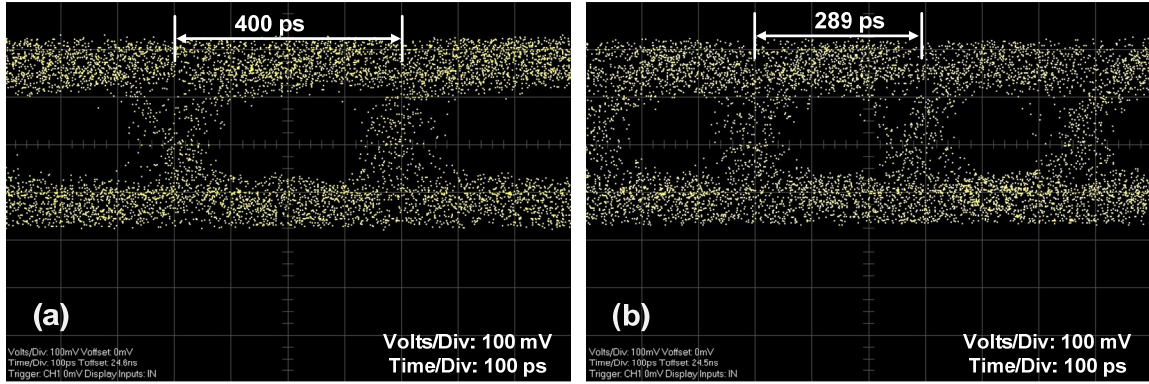 400 ps
(a)
Volts/Div: 100 mV
Time/Div: 100 ps
Volts/Div: 100mV Voffset: 0mV
Time/Div: 100ps Toffset: 24.6ns
Trigger: CH1 0mV Display Inputs: IN
289 ps
(b)
Volts/Div: 100 mV
Time/Div: 100 ps
Volts/Div: 100mV Voffset: 0mV
Time/Div: 100ps Toffset: 24.5ns
Trigger: CH1 0mV Display Inputs: IN